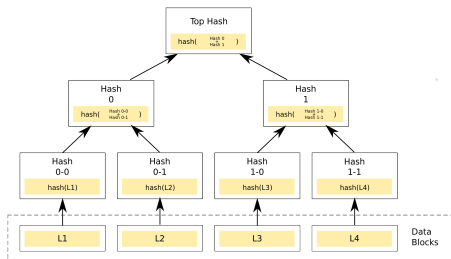 Top Hash
hash( Hash 0 + Hash 1 )
Hash 0
hash( Hash 0-0 + Hash 0-1 )
Hash 1
hash( Hash 1-0 + Hash 1-1 )
Hash 0-0
hash(L1)
Hash 0-1
hash(L2)
Hash 1-0
hash(L3)
Hash 1-1
hash(L4)
L1
L2
L3
L4
Data
Blocks